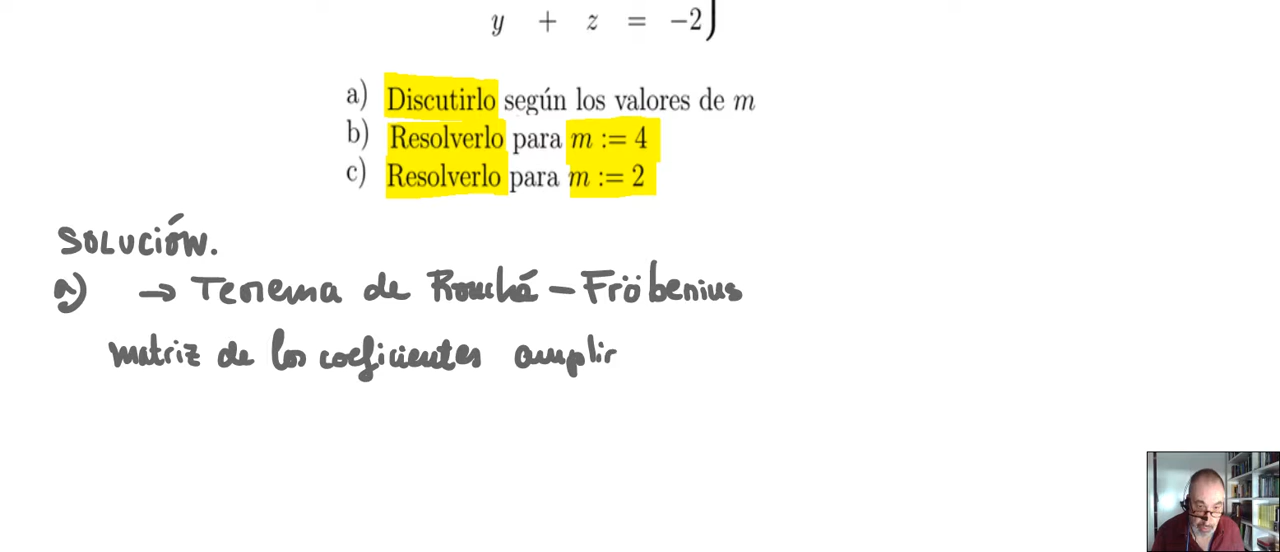 y + z = -2}
a) Discutirlo según los valores de m
b) Resolverlo para m := 4
c) Resolverlo para m := 2
SOLUCIÓN.
a) → Teorema de Rouché - Fröbenius
matriz de los coeficientes amplir